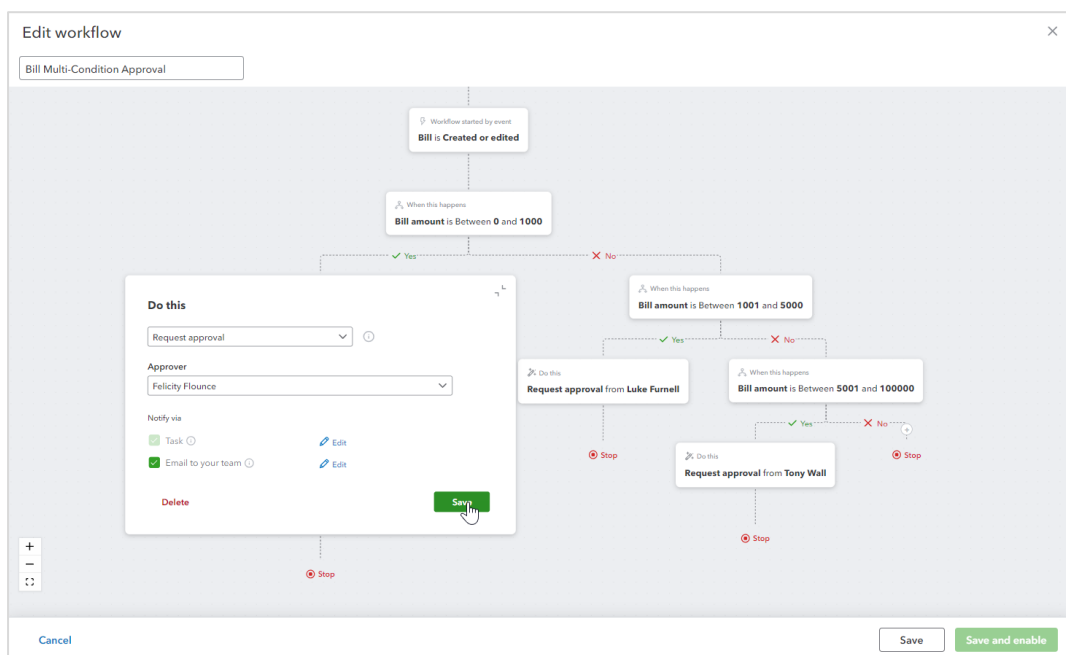 Edit workflow
Bill Multi-Condition Approval
Workflow started by event
Bill is Created or edited
When this happens
Bill amount is Between 0 and 1000
Yes
No
Do this
Request approval
Approver
Felicity Flounce
Notify via
Task
Edit
Email to your team
Edit
Delete
Save
Stop
When this happens
Bill amount is Between 1001 and 5000
Yes
No
Do this
Request approval from Luke Furnell
Stop
When this happens
Bill amount is Between 5001 and 100000
Yes
No
Do this
Request approval from Tony Wall
Stop
Stop
Cancel
Save
Save and enable